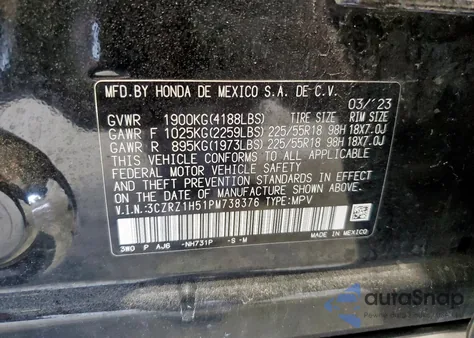 MFD.BY HONDA DE MEXICO S.A. DE C.V.
03/'23
GVWR 1900KG(4188LBS) TIRE SIZE RIM SIZE
GAWR F 1025KG(2259LBS) 225/55R18 98H 18X7.0J
GAWR R 895KG(1973LBS) 225/55R18 98H 18X7.0J
THIS VEHICLE CONFORMS TO ALL APPLICABLE
FEDERAL MOTOR VEHICLE SAFETY
AND THEFT PREVENTION STANDARDS IN EFFECT ON
THE DATE OF MANUFACTURE SHOWN ABOVE.
V.I.N.:3CZRZ1H51PM738376 TYPE:MPV
3W0 P AJ6 -NH731P -S-M
autoSnap